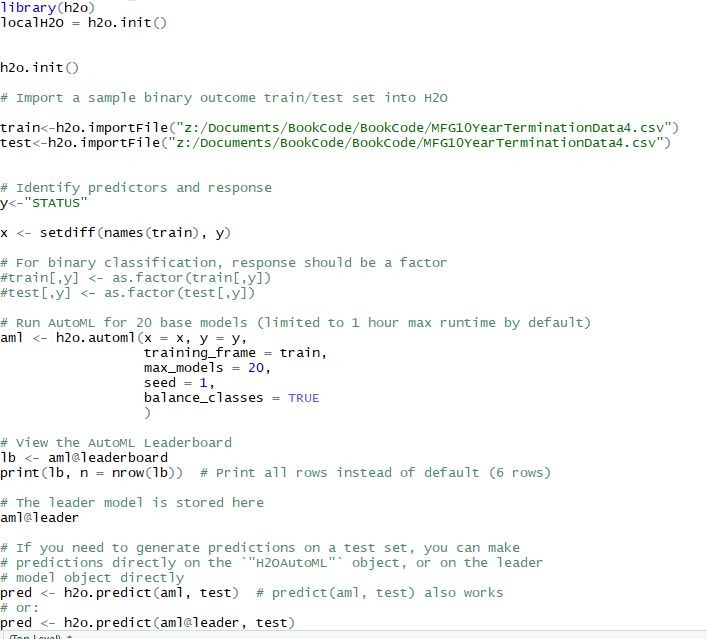 library(h2o)
localH2O = h2o.init()
h2o.init()
# Import a sample binary outcome train/test set into H2O
train<-h2o.importFile("z:/Documents/BookCode/BookCode/MFG10YearTerminationData4.csv")
test<-h2o.importFile("z:/Documents/BookCode/BookCode/MFG10YearTerminationData4.csv")
# Identify predictors and response
y<-"STATUS"
x <- setdiff(names(train), y)
# For binary classification, response should be a factor
#train[,y] <- as.factor(train[,y])
#test[,y] <- as.factor(test[,y])
# Run AutoML for 20 base models (limited to 1 hour max runtime by default)
aml <- h2o.automl(x = x, y = y,
training_frame = train,
max_models = 20,
seed = 1,
balance_classes = TRUE
)
# View the AutoML Leaderboard
lb <- aml@leaderboard
print(lb, n = nrow(lb))  # Print all rows instead of default (6 rows)
# The leader model is stored here
aml@leader
# If you need to generate predictions on a test set, you can make
# predictions directly on the `"H2OAutoML"` object, or on the leader
# model object directly
pred <- h2o.predict(aml, test)  # predict(aml, test) also works
# or:
pred <- h2o.predict(aml@leader, test)